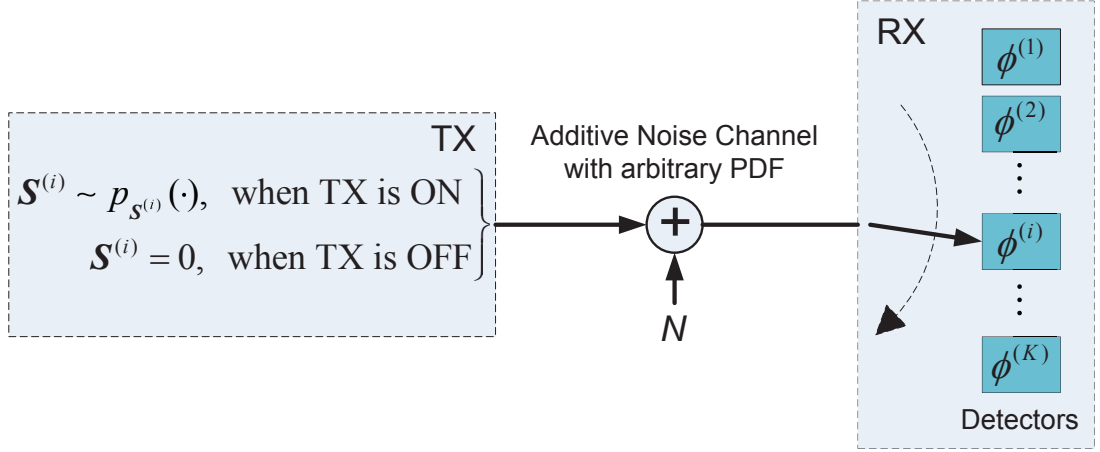 TX
𝑺⁽ⁱ⁾ ~ p_𝑺⁽ⁱ⁾(·), when TX is ON
𝑺⁽ⁱ⁾ = 0, when TX is OFF
Additive Noise Channel
with arbitrary PDF
+
N
RX
ϕ⁽¹⁾
ϕ⁽²⁾
⋮
ϕ⁽ⁱ⁾
⋮
ϕ⁽ᴷ⁾
Detectors